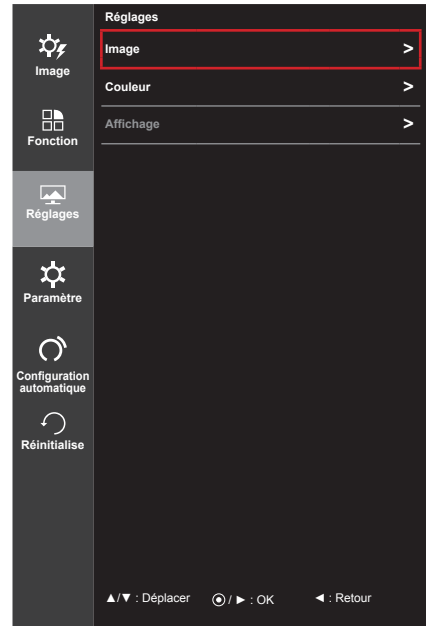 Image
Fonction
Réglages
Paramètre
Configuration
automatique
Réinitialise
Réglages
Image >
Couleur >
Affichage >
▲/▼ : Déplacer ◉ / ► : OK ◄ : Retour